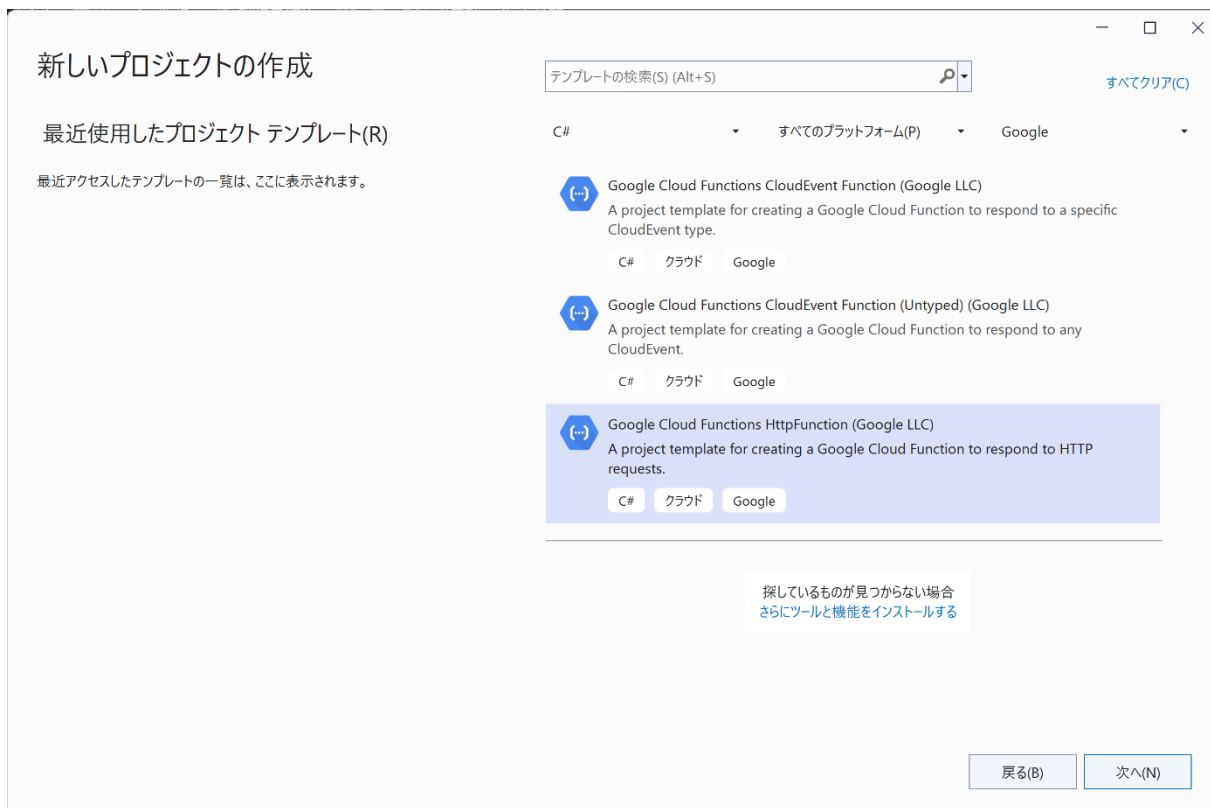 新しいプロジェクトの作成
テンプレートの検索(S) (Alt+S)
すべてクリア(C)
最近使用したプロジェクト テンプレート(R)
最近アクセスしたテンプレートの一覧は、ここに表示されます。
C#
すべてのプラットフォーム(P)
Google
Google Cloud Functions CloudEvent Function (Google LLC)
A project template for creating a Google Cloud Function to respond to a specific
CloudEvent type.
C# クラウド Google
Google Cloud Functions CloudEvent Function (Untyped) (Google LLC)
A project template for creating a Google Cloud Function to respond to any
CloudEvent.
C# クラウド Google
Google Cloud Functions HttpFunction (Google LLC)
A project template for creating a Google Cloud Function to respond to HTTP
requests.
C# クラウド Google
探しているものが見つからない場合
さらにツールと機能をインストールする
戻る(B)
次へ(N)